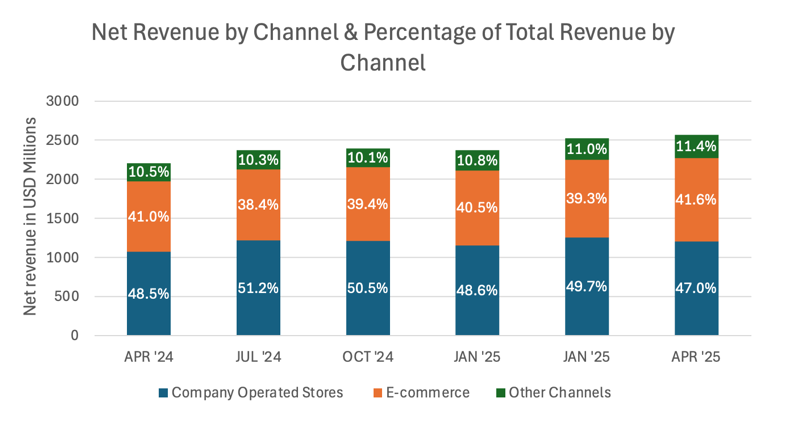 Net Revenue by Channel & Percentage of Total Revenue by
Channel
Net revenue in USD Millions
3000
2500
2000
1500
1000
500
0
10.5%
10.3%
10.1%
10.8%
11.0%
11.4%
41.0%
38.4%
39.4%
40.5%
39.3%
41.6%
48.5%
51.2%
50.5%
48.6%
49.7%
47.0%
APR '24
JUL '24
OCT '24
JAN '25
JAN '25
APR '25
Company Operated Stores
E-commerce
Other Channels